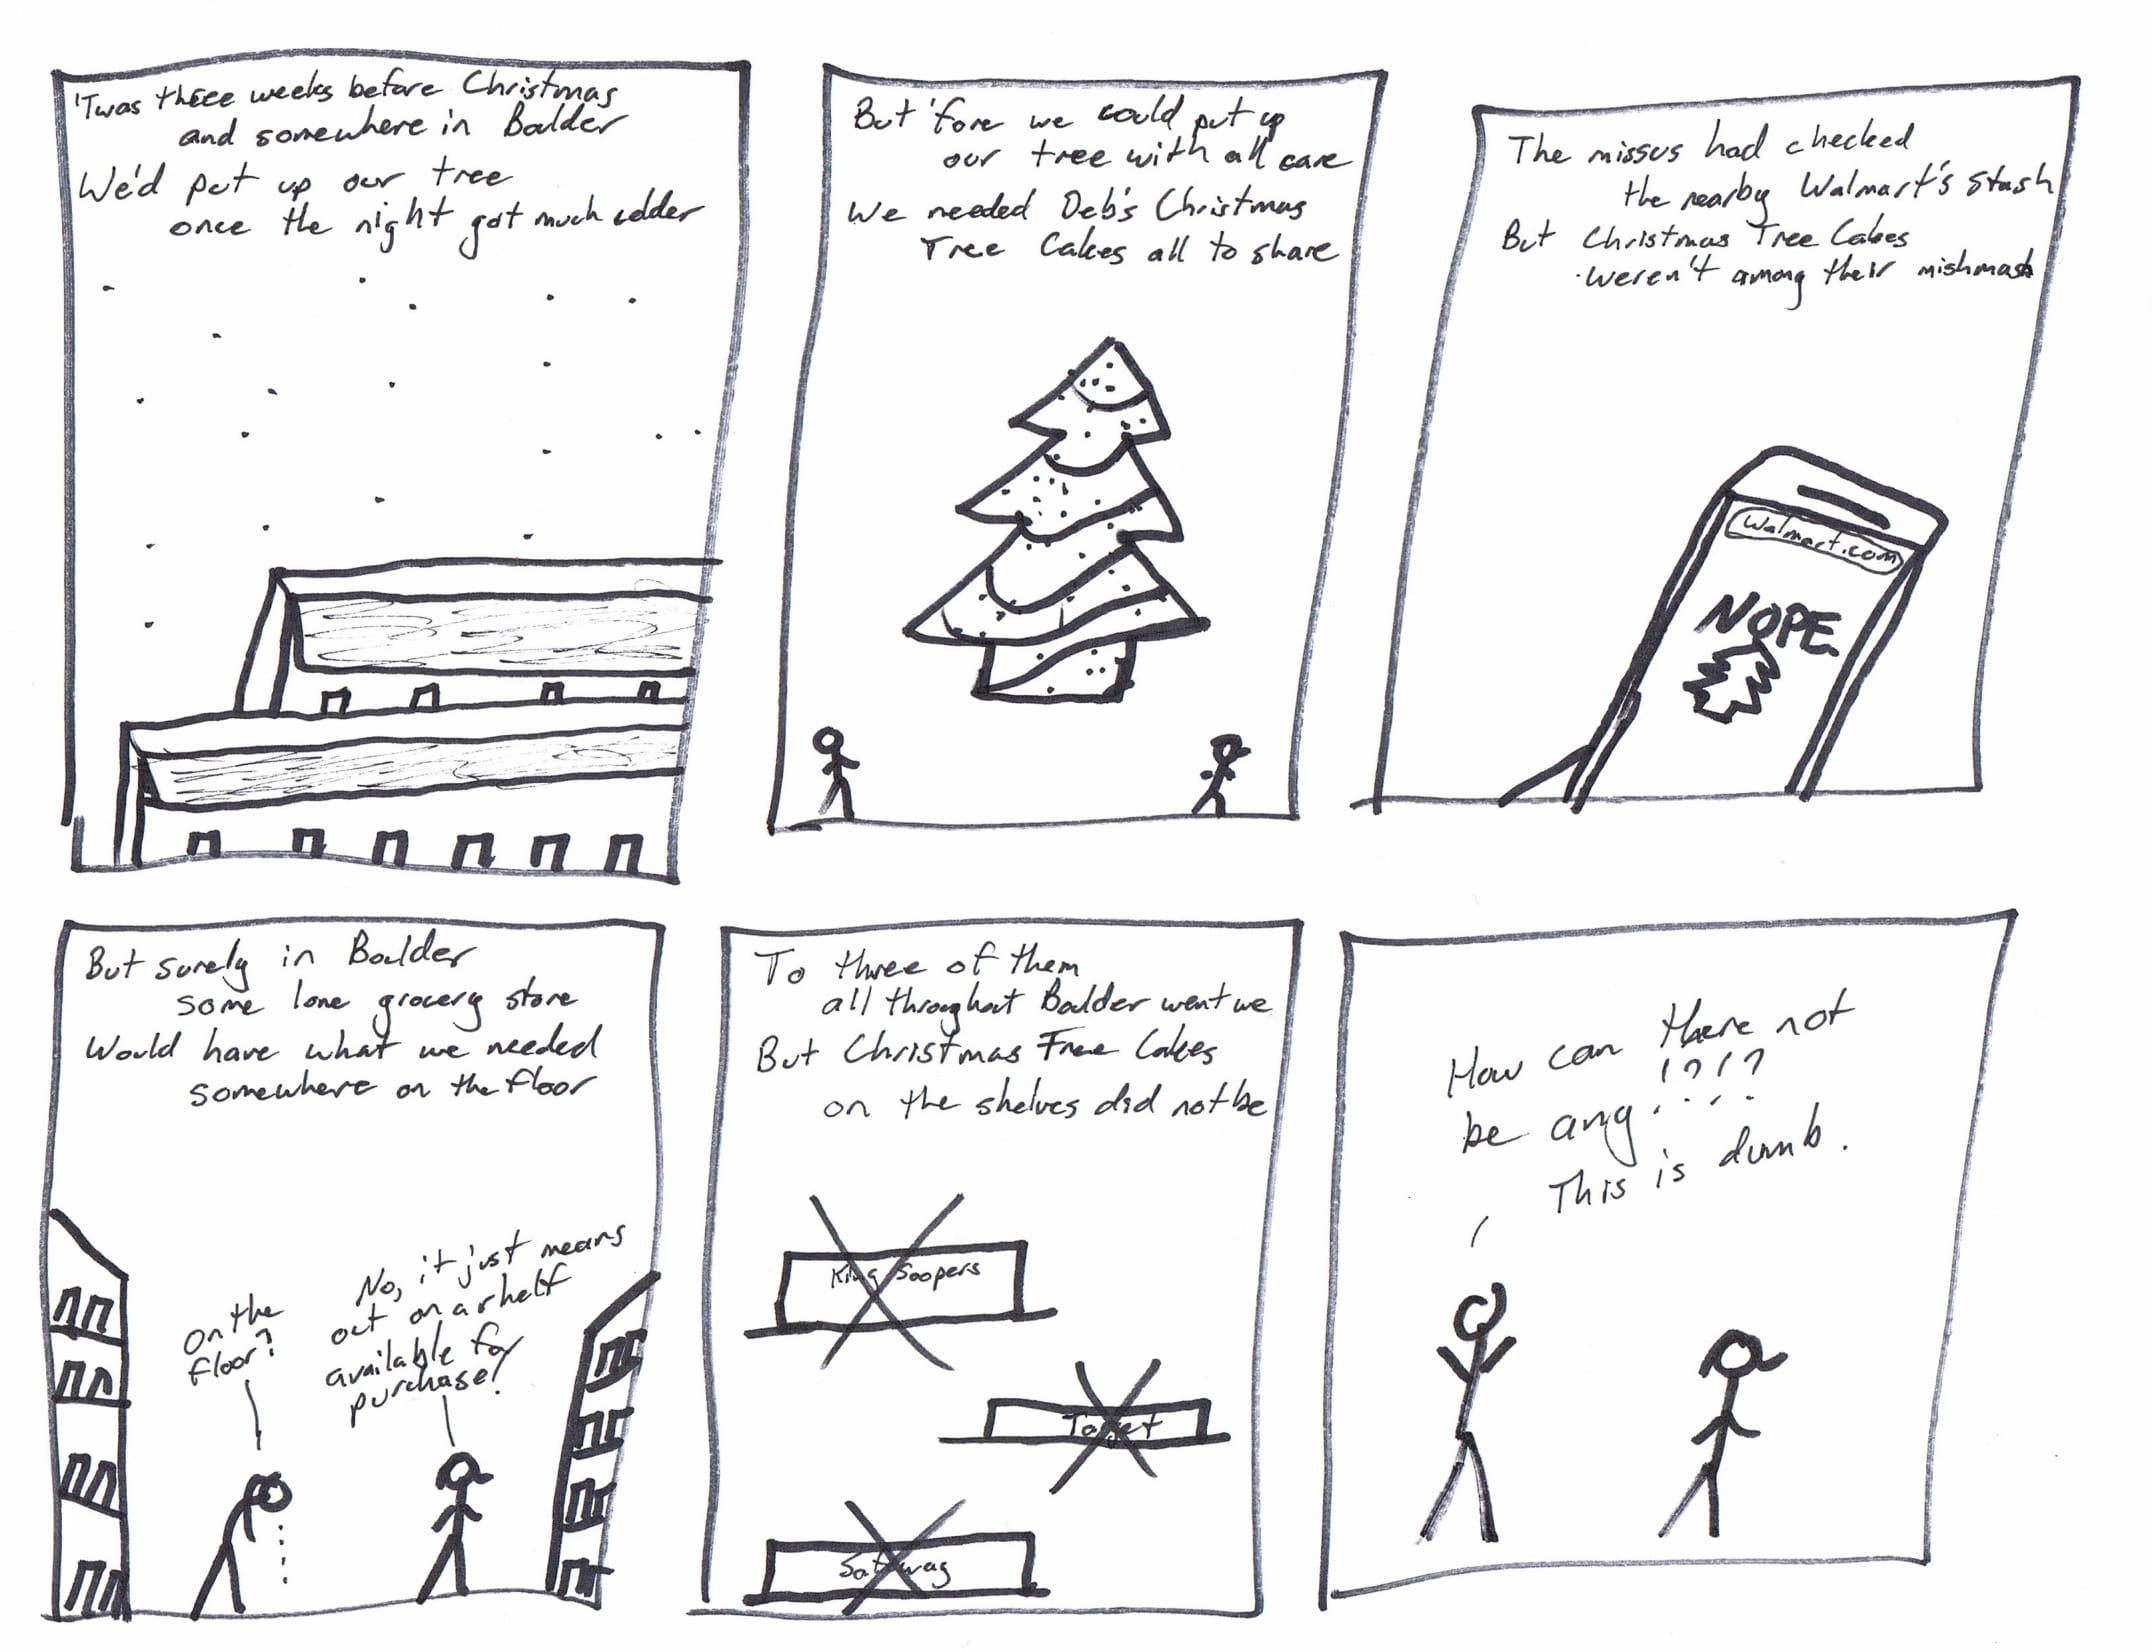 'Twas three weeks before Christmas
and somewhere in Boulder
We'd put up our tree
once the night got much colder
But 'fore we could put up
our tree with all care
We needed Deb's Christmas
Tree Cakes all to share
The missus had checked
the nearby Walmart's stash
But Christmas Tree Cakes
weren't among their mishmash
Walmart.com
NOPE.
But surely in Boulder
some lone grocery store
Would have what we needed
somewhere on the floor
On the
floor?
No, it just means
out on a shelf
available for
purchase!
To three of them
all throughout Boulder went we
But Christmas Tree Cakes
on the shelves did not be
King Soopers
Target
Safeway
How can there not
be any!?!?
This is dumb.